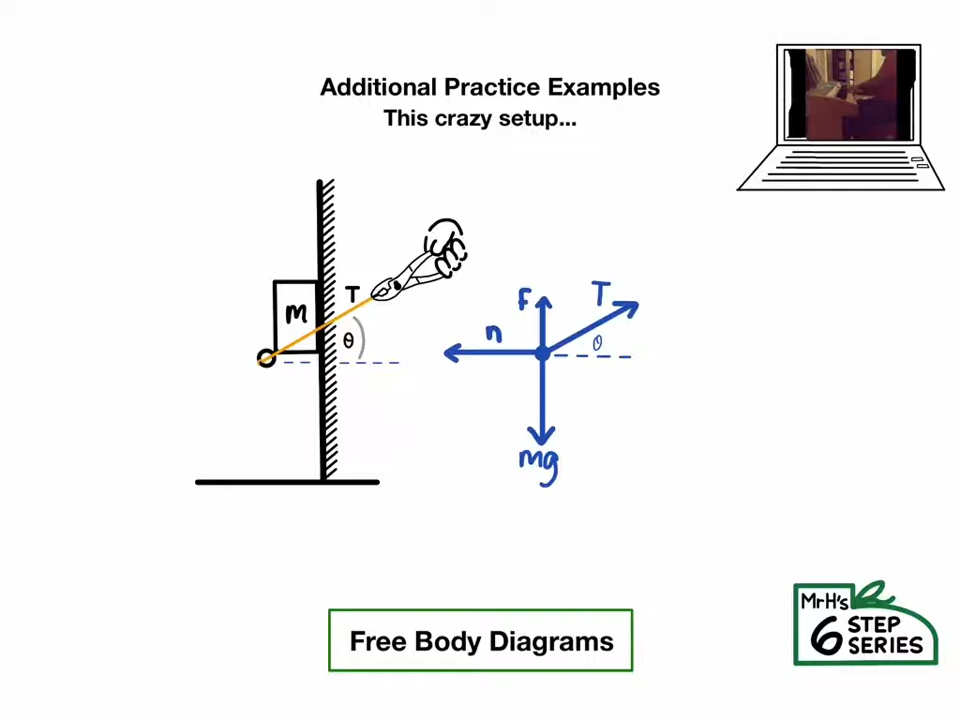 Additional Practice Examples
This crazy setup...
T
m
θ
F
T
n
θ
mg
Free Body Diagrams
MrH's
6 STEP
SERIES